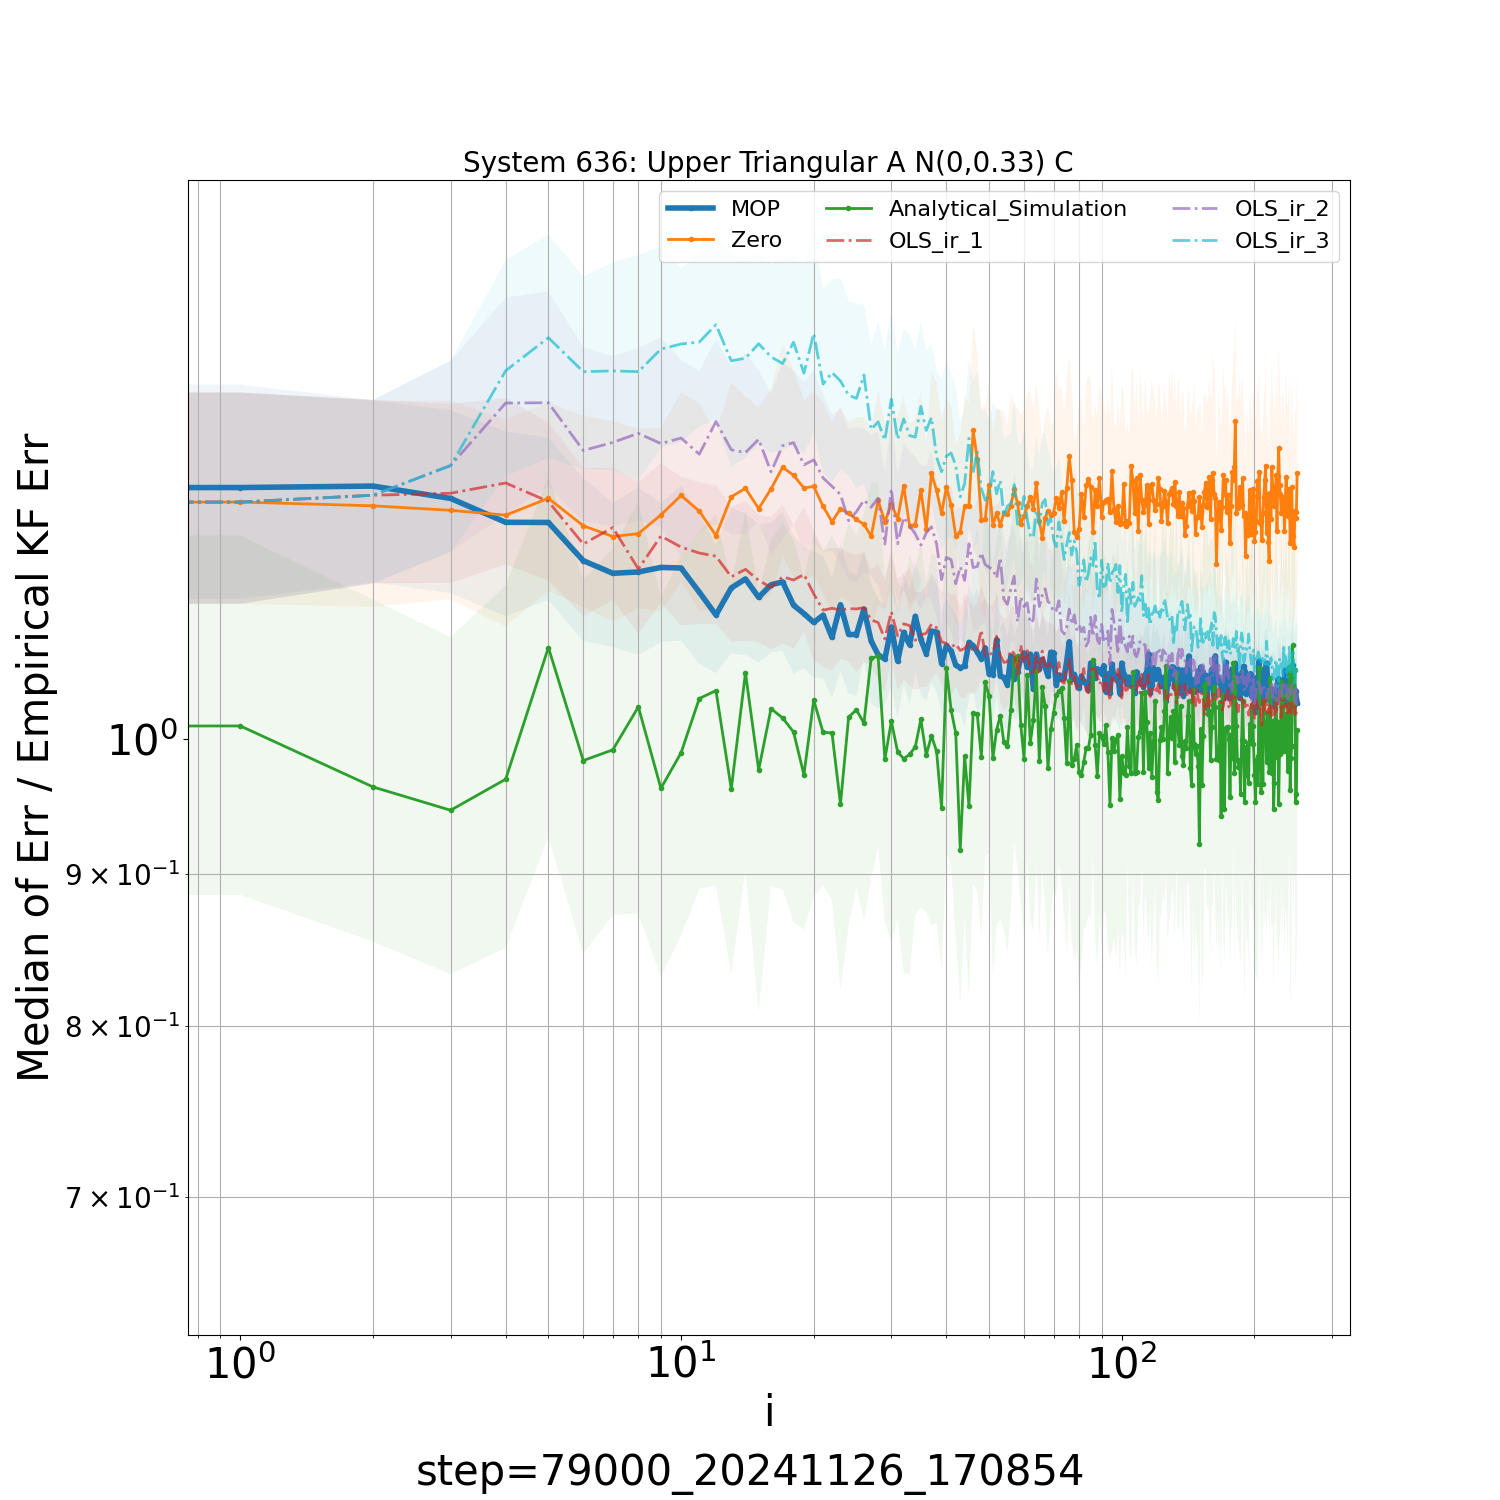 System 636: Upper Triangular A N(0,0.33) C
MOP
Zero
Analytical_Simulation
OLS_ir_1
OLS_ir_2
OLS_ir_3
Median of Err / Empirical KF Err
10⁰
9 × 10⁻¹
8 × 10⁻¹
7 × 10⁻¹
10⁰ 10¹ 10²
i
step=79000_20241126_170854